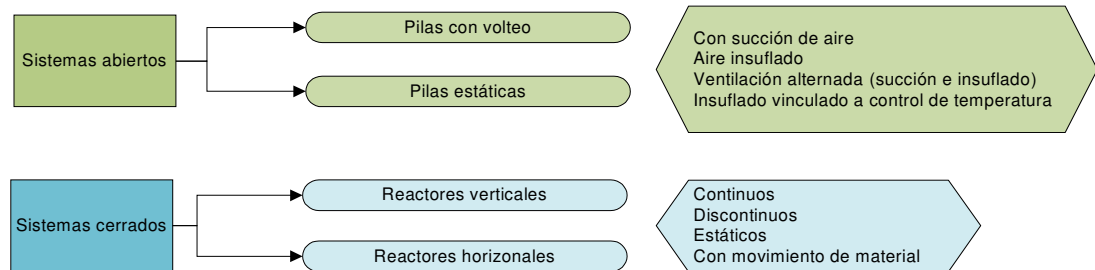 Sistemas abiertos
Pilas con volteo
Pilas estáticas
Con succión de aire
Aire insuflado
Ventilación alternada (succión e insuflado)
Insuflado vinculado a control de temperatura
Sistemas cerrados
Reactores verticales
Reactores horizonales
Continuos
Discontinuos
Estáticos
Con movimiento de material